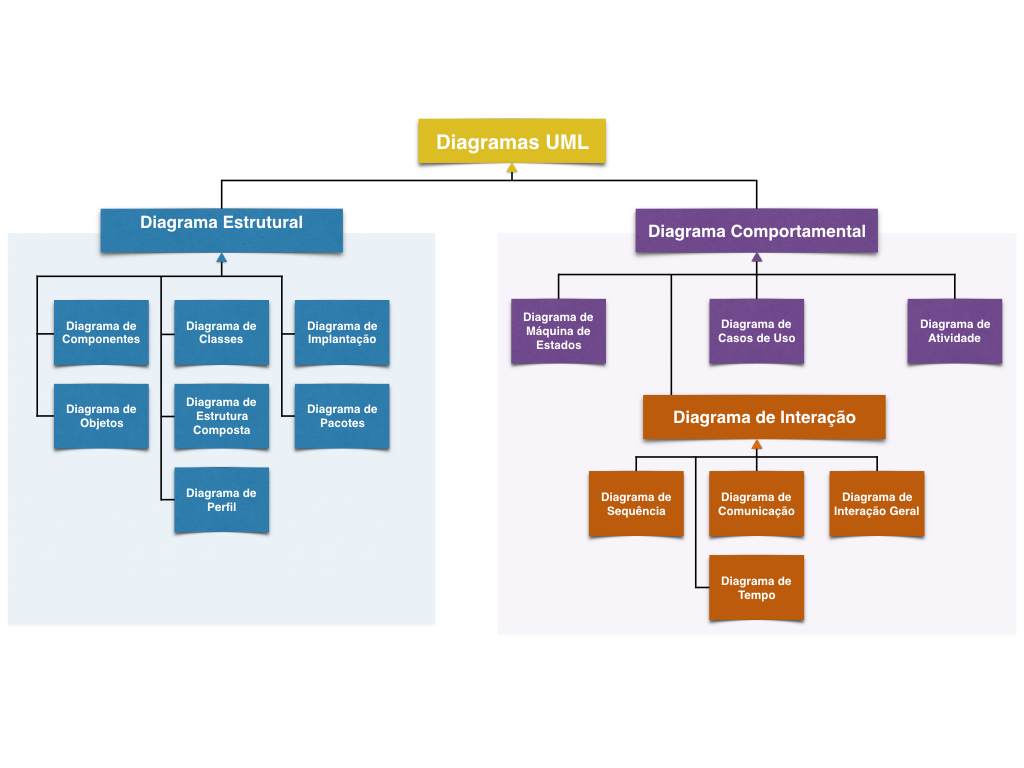 Diagramas UML
Diagrama Estrutural
Diagrama de
Componentes
Diagrama de
Classes
Diagrama de
Implantação
Diagrama de
Objetos
Diagrama de
Estrutura
Composta
Diagrama de
Pacotes
Diagrama de
Perfil
Diagrama Comportamental
Diagrama de
Máquina de
Estados
Diagrama de
Casos de Uso
Diagrama de
Atividade
Diagrama de Interação
Diagrama de
Sequência
Diagrama de
Comunicação
Diagrama de
Interação Geral
Diagrama de
Tempo